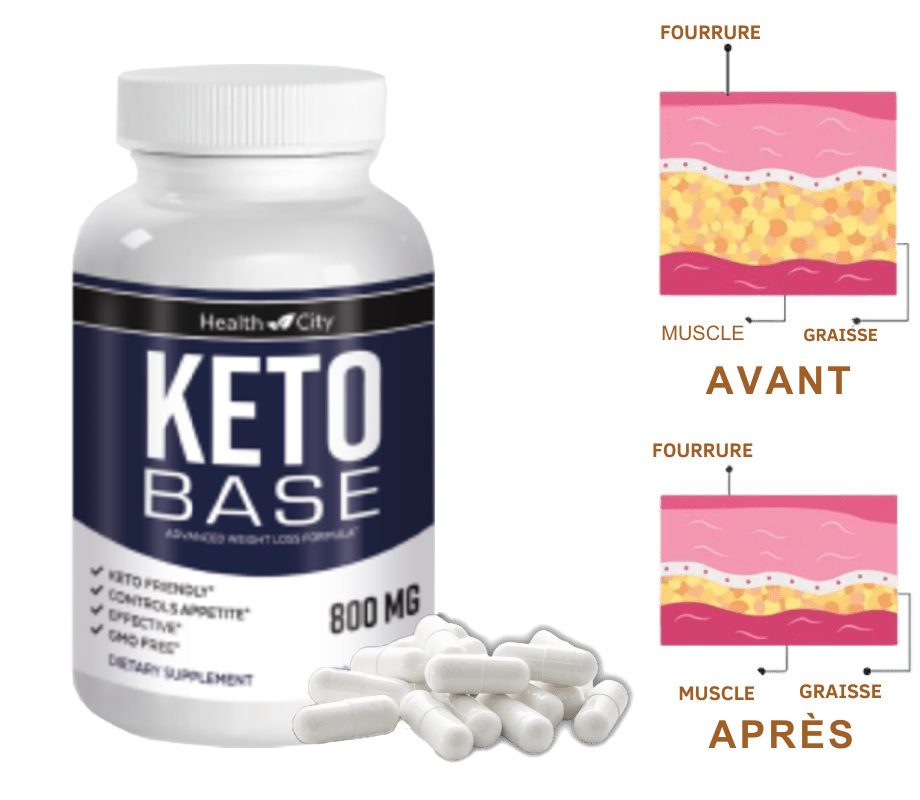 Health City
KETO
BASE
ADVANCED WEIGHT LOSS FORMULA*
KETO FRIENDLY*
CONTROLS APPETITE*
EFFECTIVE*
GMO FREE*
800 MG
DIETARY SUPPLEMENT
FOURRURE
MUSCLE
GRAISSE
AVANT
FOURRURE
MUSCLE
GRAISSE
APRÈS